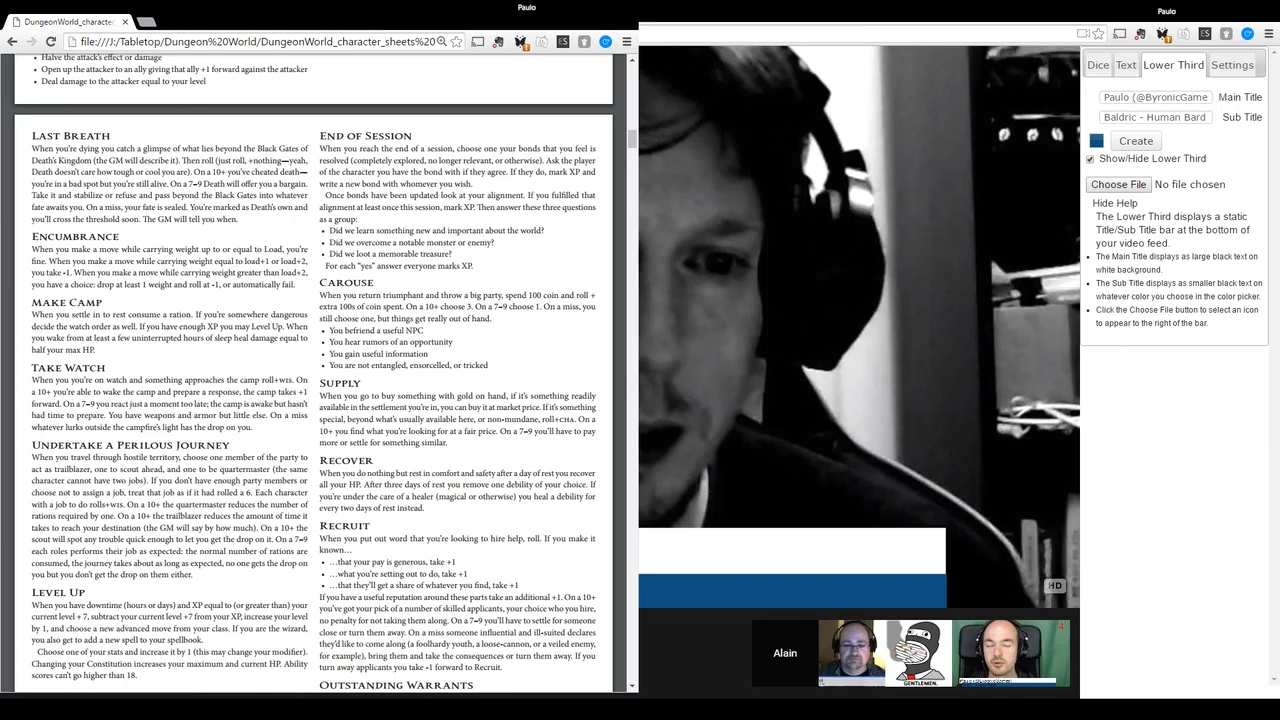 Paulo
Paulo
DungeonWorld_character_
file:///J:/Tabletop/Dungeon%20World/DungeonWorld_character_sheets%20
Halve the attack's effect or damage
• Open up the attacker to an ally giving that ally +1 forward against the attacker
• Deal damage to the attacker equal to your level
Last Breath
When you're dying you catch a glimpse of what lies beyond the Black Gates of
Death's Kingdom (the GM will describe it). Then roll (just roll, +nothing—yeah,
Death doesn't care how tough or cool you are). On a 10+ you've cheated death—
you're in a bad spot but you're still alive. On a 7–9 Death will offer you a bargain.
Take it and stabilize or refuse and pass beyond the Black Gates into whatever
fate awaits you. On a miss, your fate is sealed. You're marked as Death's own and
you'll cross the threshold soon. The GM will tell you when.
Encumbrance
When you make a move while carrying weight up to or equal to Load, you're
fine. When you make a move while carrying weight equal to load+1 or load+2,
you take -1. When you make a move while carrying weight greater than load+2,
you have a choice: drop at least 1 weight and roll at -1, or automatically fail.
Make Camp
When you settle in to rest consume a ration. If you're somewhere dangerous
decide the watch order as well. If you have enough XP you may Level Up. When
you wake from at least a few uninterrupted hours of sleep heal damage equal to
half your max HP.
Take Watch
When you you're on watch and something approaches the camp roll+wis. On
a 10+ you're able to wake the camp and prepare a response, the camp takes +1
forward. On a 7–9 you react just a moment too late; the camp is awake but hasn't
had time to prepare. You have weapons and armor but little else. On a miss
whatever lurks outside the campfire's light has the drop on you.
Undertake a Perilous Journey
When you travel through hostile territory, choose one member of the party to
act as trailblazer, one to scout ahead, and one to be quartermaster (the same
character cannot have two jobs). If you don't have enough party members or
choose not to assign a job, treat that job as if it had rolled a 6. Each character
with a job to do rolls+wis. On a 10+ the quartermaster reduces the number of
rations required by one. On a 10+ the trailblazer reduces the amount of time it
takes to reach your destination (the GM will say by how much). On a 10+ the
scout will spot any trouble quick enough to let you get the drop on it. On a 7–9
each roles performs their job as expected: the normal number of rations are
consumed, the journey takes about as long as expected, no one gets the drop on
you but you don't get the drop on them either.
Level Up
When you have downtime (hours or days) and XP equal to (or greater than) your
current level + 7, subtract your current level +7 from your XP, increase your level
by 1, and choose a new advanced move from your class. If you are the wizard,
you also get to add a new spell to your spellbook.
Choose one of your stats and increase it by 1 (this may change your modifier).
Changing your Constitution increases your maximum and current HP. Ability
scores can't go higher than 18.
End of Session
When you reach the end of a session, choose one your bonds that you feel is
resolved (completely explored, no longer relevant, or otherwise). Ask the player
of the character you have the bond with if they agree. If they do, mark XP and
write a new bond with whomever you wish.
Once bonds have been updated look at your alignment. If you fulfilled that
alignment at least once this session, mark XP. Then answer these three questions
as a group:
• Did we learn something new and important about the world?
• Did we overcome a notable monster or enemy?
• Did we loot a memorable treasure?
For each "yes" answer everyone marks XP.
Carouse
When you return triumphant and throw a big party, spend 100 coin and roll +
extra 100s of coin spent. On a 10+ choose 3. On a 7–9 choose 1. On a miss, you
still choose one, but things get really out of hand.
• You befriend a useful NPC
• You hear rumors of an opportunity
• You gain useful information
• You are not entangled, ensorcelled, or tricked
Supply
When you go to buy something with gold on hand, if it's something readily
available in the settlement you're in, you can buy it at market price. If it's something
special, beyond what's usually available here, or non-mundane, roll+cha. On a
10+ you find what you're looking for at a fair price. On a 7–9 you'll have to pay
more or settle for something similar.
Recover
When you do nothing but rest in comfort and safety after a day of rest you recover
all your HP. After three days of rest you remove one debility of your choice. If
you're under the care of a healer (magical or otherwise) you heal a debility for
every two days of rest instead.
Recruit
When you put out word that you're looking to hire help, roll. If you make it
known…
• …that your pay is generous, take +1
• …what you're setting out to do, take +1
• …that they'll get a share of whatever you find, take +1
If you have a useful reputation around these parts take an additional +1. On a 10+
you've got your pick of a number of skilled applicants, your choice who you hire,
no penalty for not taking them along. On a 7–9 you'll have to settle for someone
close or turn them away. On a miss someone influential and ill-suited declares
they'd like to come along (a foolhardy youth, a loose-cannon, or a veiled enemy,
for example), bring them and take the consequences or turn them away. If you
turn away applicants you take -1 forward to Recruit.
Outstanding Warrants
HD
Alain
GENTLEMEN.
Dice Text Lower Third Settings
Paulo (@ByronicGame Main Title
Baldric - Human Bard Sub Title
Create
Show/Hide Lower Third
Choose File No file chosen
Hide Help
The Lower Third displays a static
Title/Sub Title bar at the bottom of
your video feed.
• The Main Title displays as large black text on
white background.
• The Sub Title displays as smaller black text on
whatever color you choose in the color picker.
• Click the Choose File button to select an icon
to appear to the right of the bar.